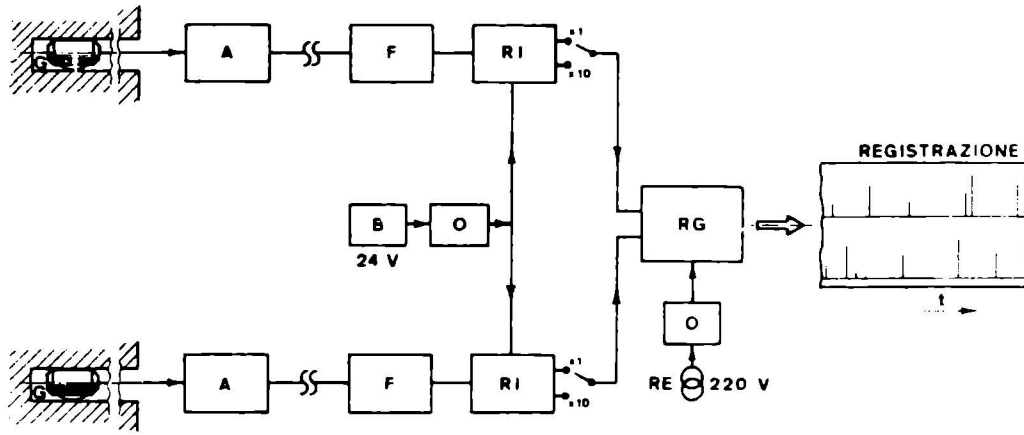 G
A
F
RI
x1
x10
REGISTRAZIONE
B
O
24 V
RG
t
O
RE 220 V
G
A
F
RI
x1
x10